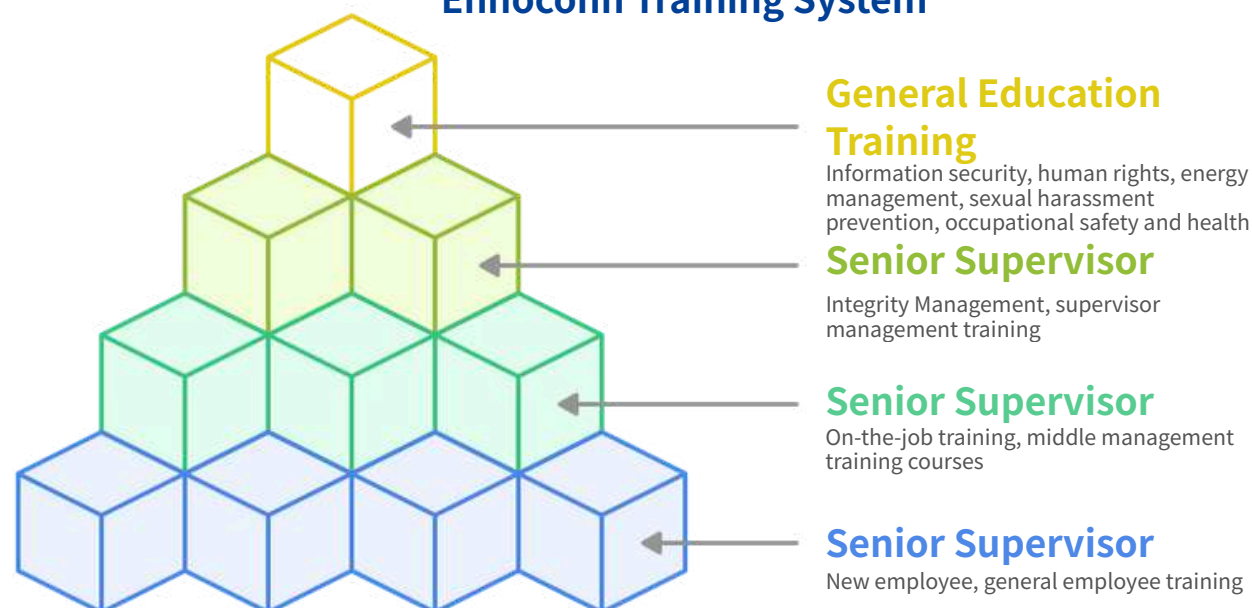 Ennoconn Training System
General Education
Training
Information security, human rights, energy
management, sexual harassment
prevention, occupational safety and health
Senior Supervisor
Integrity Management, supervisor
management training
Senior Supervisor
On-the-job training, middle management
training courses
Senior Supervisor
New employee, general employee training